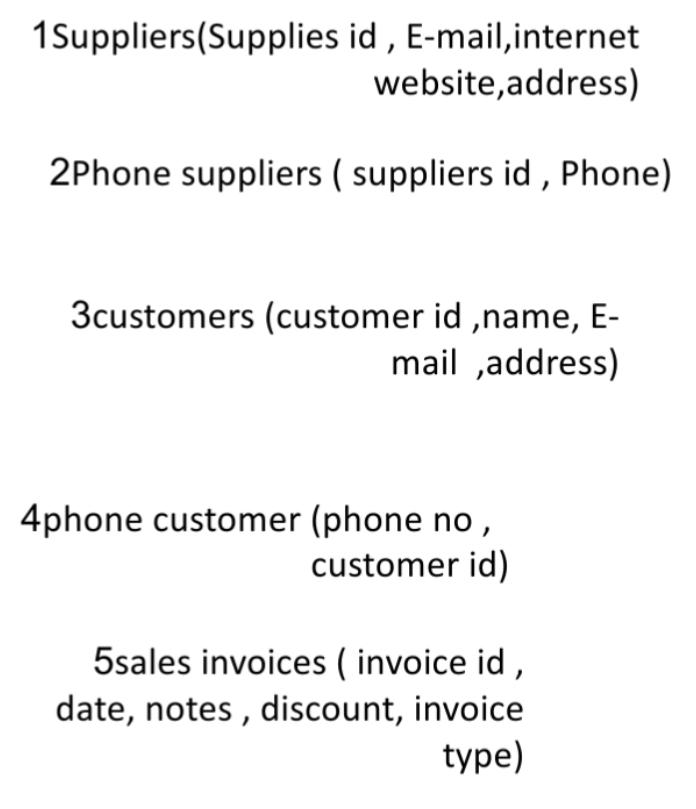 1Suppliers(Supplies id , E-mail,internet
website,address)
2Phone suppliers ( suppliers id , Phone)
3customers (customer id ,name, E-
mail ,address)
4phone customer (phone no ,
customer id)
5sales invoices ( invoice id ,
date, notes , discount, invoice
type)